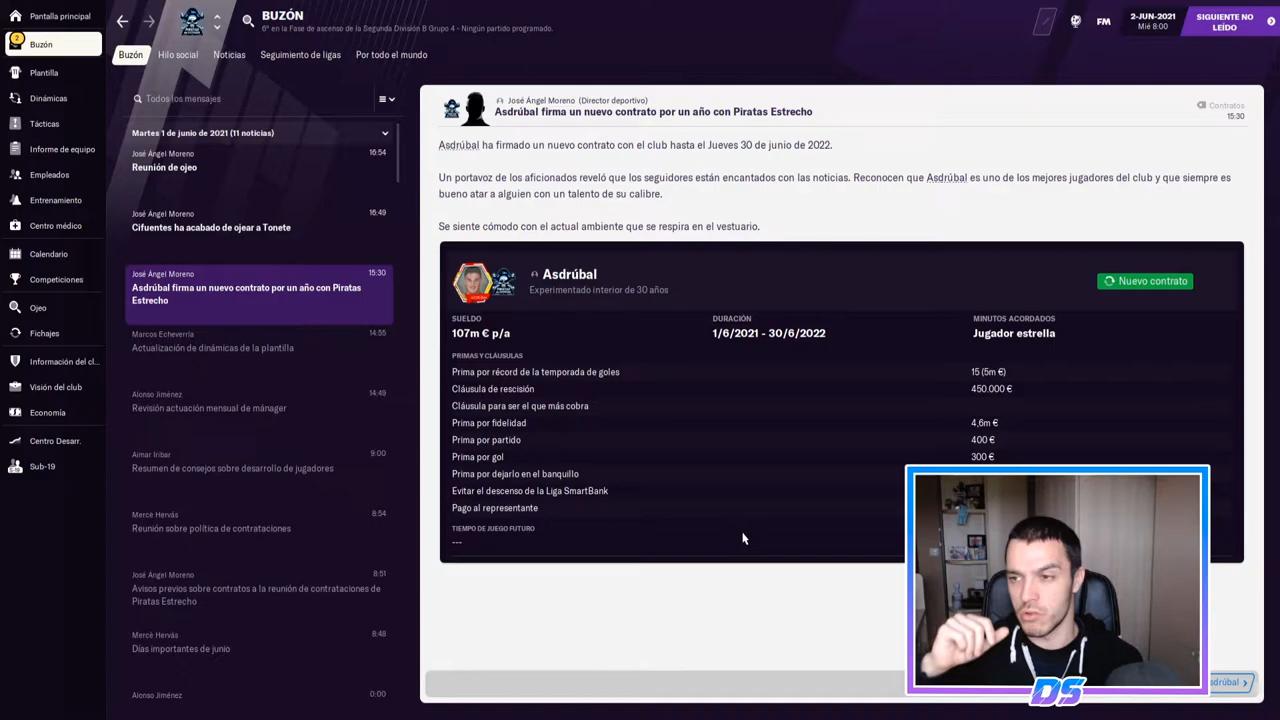 Pantalla principal
2
Buzón
Plantilla
Dinámicas
Tácticas
Informe de equipo
Empleados
Entrenamiento
Centro médico
Calendario
Competiciones
Ojeo
Fichajes
Información del cl...
Visión del club
Economía
Centro Desarr.
Sub-19
BUZÓN
6º en la Fase de ascenso de la Segunda División B Grupo 4 - Ningún partido programado.
FM
2-JUN-2021
Mié 8:00
SIGUIENTE NO LEÍDO
Buzón
Hilo social
Noticias
Seguimiento de ligas
Por todo el mundo
Todos los mensajes
Martes 1 de junio de 2021 (11 noticias)
José Ángel Moreno 16:54
Reunión de ojeo
José Ángel Moreno 16:49
Cifuentes ha acabado de ojear a Tonete
José Ángel Moreno 15:30
Asdrúbal firma un nuevo contrato por un año con Piratas
Estrecho
Marcos Echeverría 14:55
Actualización de dinámicas de la plantilla
Alonso Jiménez 14:49
Revisión actuación mensual de mánager
Aimar Iribar 9:00
Resumen de consejos sobre desarrollo de jugadores
Mercè Hervás 8:54
Reunión sobre política de contrataciones
José Ángel Moreno 8:51
Avisos previos sobre contratos a la reunión de contrataciones de
Piratas Estrecho
Mercè Hervás 8:48
Días importantes de junio
Alonso Jiménez 0:00
José Ángel Moreno (Director deportivo)
Asdrúbal firma un nuevo contrato por un año con Piratas Estrecho
Contratos
15:30
Asdrúbal ha firmado un nuevo contrato con el club hasta el Jueves 30 de junio de 2022.
Un portavoz de los aficionados reveló que los seguidores están encantados con las noticias. Reconocen que Asdrúbal es uno de los mejores jugadores del club y que siempre es
bueno atar a alguien con un talento de su calibre.
Se siente cómodo con el actual ambiente que se respira en el vestuario.
Asdrúbal
Experimentado interior de 30 años
Nuevo contrato
SUELDO
107m € p/a
DURACIÓN
1/6/2021 - 30/6/2022
MINUTOS ACORDADOS
Jugador estrella
PRIMAS Y CLÁUSULAS
Prima por récord de la temporada de goles 15 (5m €)
Cláusula de rescisión 450.000 €
Cláusula para ser el que más cobra
Prima por fidelidad 4,6m €
Prima por partido 400 €
Prima por gol 300 €
Prima por dejarlo en el banquillo
Evitar el descenso de la Liga SmartBank
Pago al representante
TIEMPO DE JUEGO FUTURO
---
DS